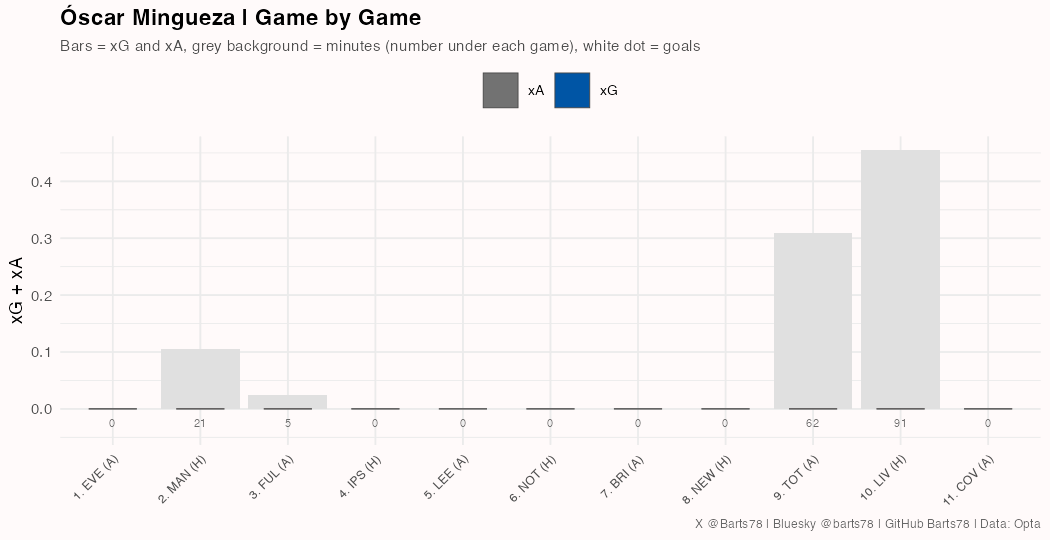 Óscar Mingueza | Game by Game
Bars = xG and xA, grey background = minutes (number under each game), white dot = goals
xA xG
xG + xA
0.4
0.3
0.2
0.1
0.0
0 21 5 0 0 0 0 0 62 91 0
1. EVE (A) 2. MAN (H) 3. FUL (A) 4. IPS (H) 5. LEE (A) 6. NOT (H) 7. BRI (A) 8. NEW (H) 9. TOT (A) 10. LIV (H) 11. COV (A)
X @Barts78 | Bluesky @barts78 | GitHub Barts78 | Data: Opta